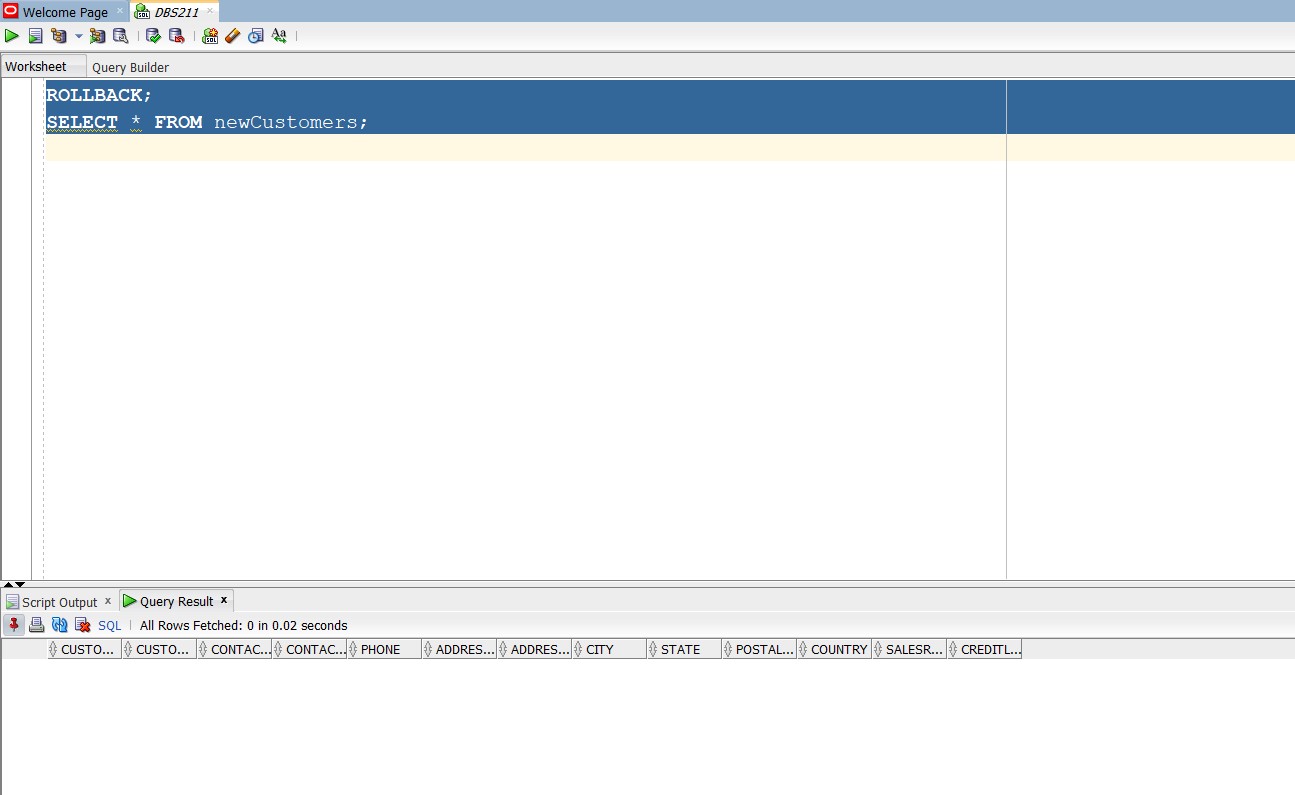 Welcome Page × DBS211 ×
Worksheet Query Builder
ROLLBACK;
SELECT * FROM newCustomers;
Script Output × Query Result ×
SQL All Rows Fetched: 0 in 0.02 seconds
CUSTO... CUSTO... CONTAC... CONTAC... PHONE ADDRES... ADDRES... CITY STATE POSTAL... COUNTRY SALESR... CREDITL...